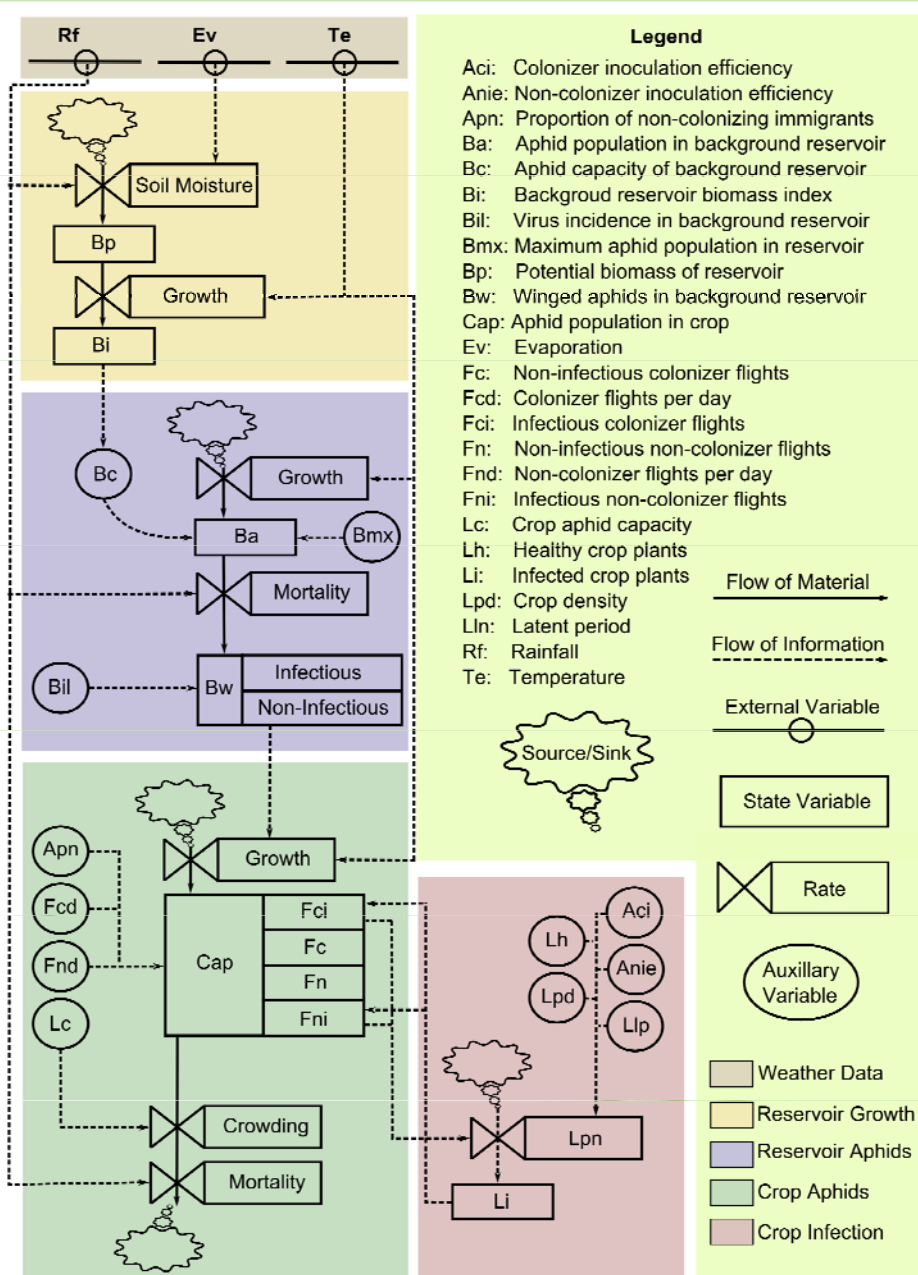 Rf Ev Te
Soil Moisture
Bp
Growth
Bi
Bc
Growth
Ba
Bmx
Mortality
Bil
Bw
Infectious
Non-Infectious
Growth
Apn
Fcd
Fnd
Lc
Cap
Fci
Fc
Fn
Fni
Crowding
Mortality
Aci
Lh
Anie
Lpd
Llp
Lpn
Li
Legend
Aci: Colonizer inoculation efficiency
Anie: Non-colonizer inoculation efficiency
Apn: Proportion of non-colonizing immigrants
Ba: Aphid population in background reservoir
Bc: Aphid capacity of background reservoir
Bi: Backgroud reservoir biomass index
Bil: Virus incidence in background reservoir
Bmx: Maximum aphid population in reservoir
Bp: Potential biomass of reservoir
Bw: Winged aphids in background reservoir
Cap: Aphid population in crop
Ev: Evaporation
Fc: Non-infectious colonizer flights
Fcd: Colonizer flights per day
Fci: Infectious colonizer flights
Fn: Non-infectious non-colonizer flights
Fnd: Non-colonizer flights per day
Fni: Infectious non-colonizer flights
Lc: Crop aphid capacity
Lh: Healthy crop plants
Li: Infected crop plants
Lpd: Crop density
Lln: Latent period
Rf: Rainfall
Te: Temperature
Flow of Material
Flow of Information
External Variable
Source/Sink
State Variable
Rate
Auxillary
Variable
Weather Data
Reservoir Growth
Reservoir Aphids
Crop Aphids
Crop Infection